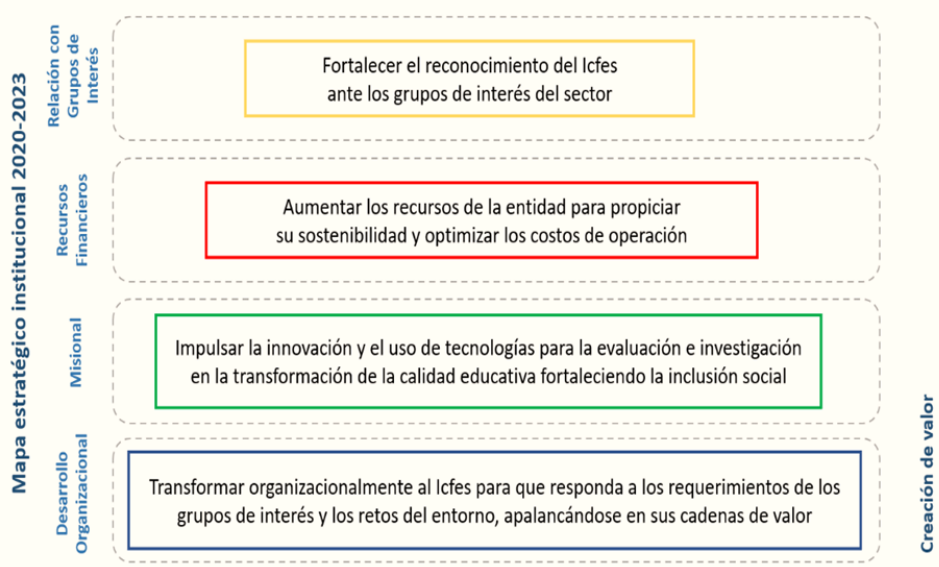 Mapa estratégico institucional 2020-2023
Relación con
Grupos de
Interés
Fortalecer el reconocimiento del Icfes
ante los grupos de interés del sector
Recursos
Financieros
Aumentar los recursos de la entidad para propiciar
su sostenibilidad y optimizar los costos de operación
Misional
Impulsar la innovación y el uso de tecnologías para la evaluación e investigación
en la transformación de la calidad educativa fortaleciendo la inclusión social
Desarrollo
Organizacional
Transformar organizacionalmente al Icfes para que responda a los requerimientos de los
grupos de interés y los retos del entorno, apalancándose en sus cadenas de valor
Creación de valor